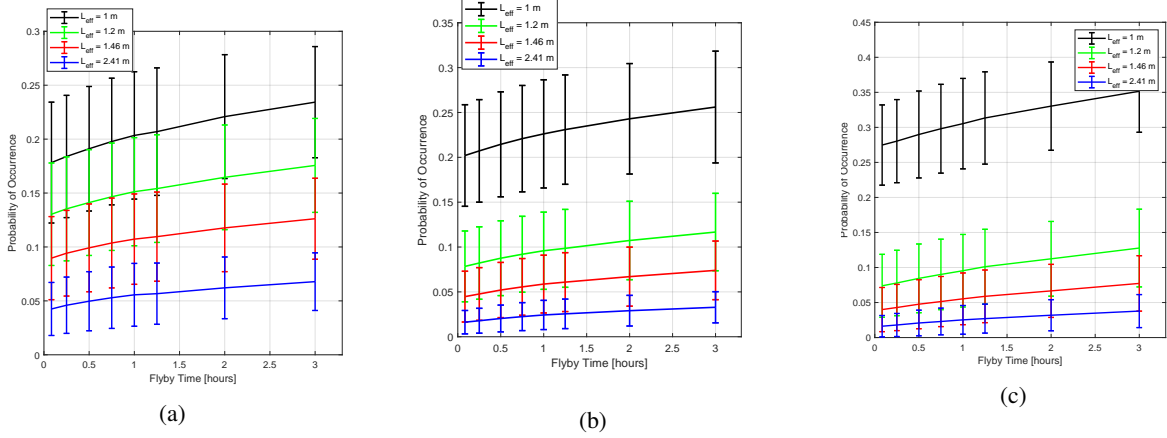 L_eff = 1 m
L_eff = 1.2 m
L_eff = 1.46 m
L_eff = 2.41 m
0.3
0.25
0.2
0.15
0.1
0.05
0
Probability of Occurrence
0 0.5 1 1.5 2 2.5 3
Flyby Time [hours]
(a)
L_eff = 1 m
L_eff = 1.2 m
L_eff = 1.46 m
L_eff = 2.41 m
0.35
0.3
0.25
0.2
0.15
0.1
0.05
0
Probability of Occurrence
0 0.5 1 1.5 2 2.5 3
Flyby Time [hours]
(b)
L_eff = 1 m
L_eff = 1.2 m
L_eff = 1.46 m
L_eff = 2.41 m
0.45
0.4
0.35
0.3
0.25
0.2
0.15
0.1
0.05
0
Probability of Occurrence
0 0.5 1 1.5 2 2.5 3
Flyby Time [hours]
(c)